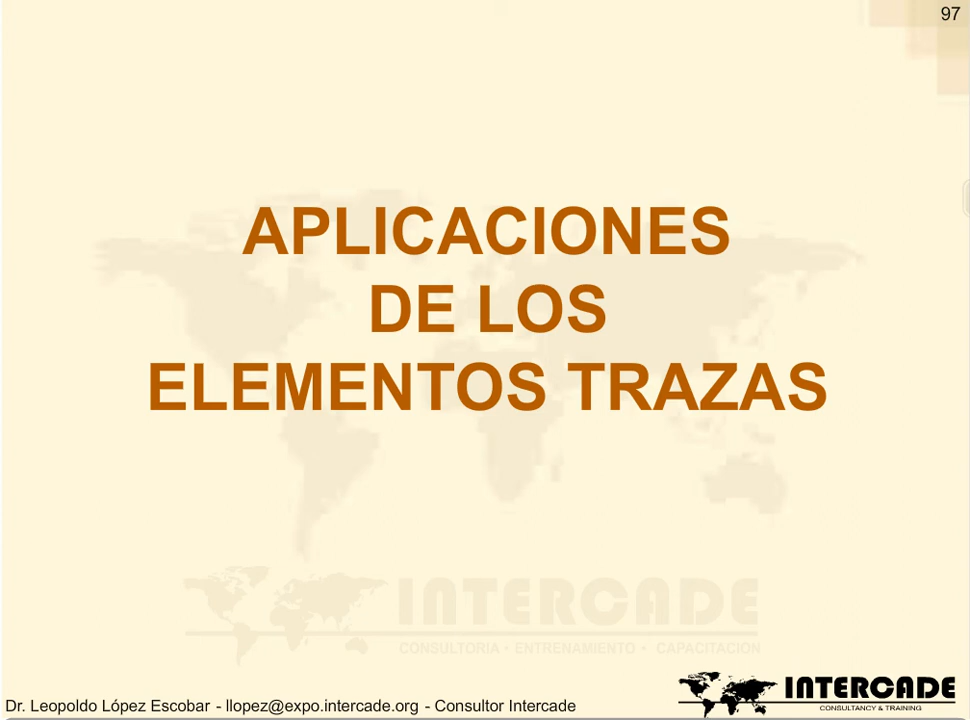 97
APLICACIONES
DE LOS
ELEMENTOS TRAZAS
INTERCADE
CONSULTORIA • ENTRENAMIENTO • CAPACITACIÓN
INTERCADE
CONSULTANCY & TRAINING
Dr. Leopoldo López Escobar - llopez@expo.intercade.org - Consultor Intercade